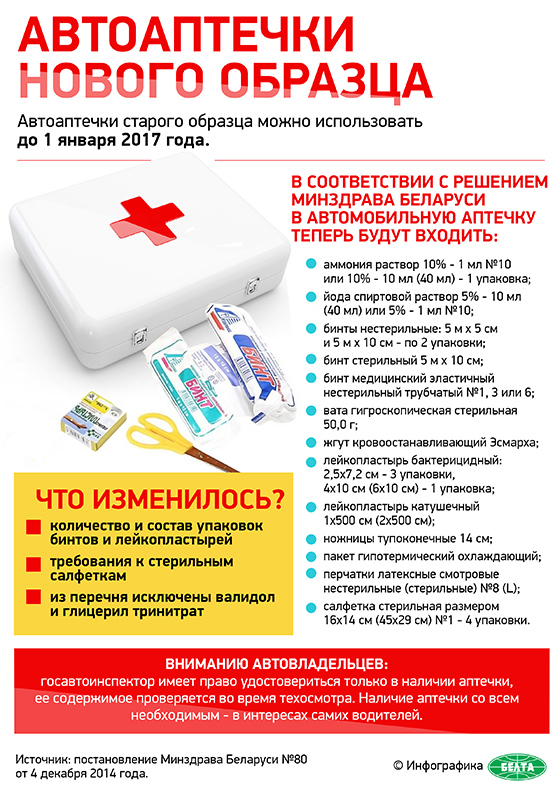 АВТОАПТЕЧКИ
НОВОГО ОБРАЗЦА
Автоаптечки старого образца можно использовать
до 1 января 2017 года.
В СООТВЕТСТВИИ С РЕШЕНИЕМ
МИНЗДРАВА БЕЛАРУСИ
В АВТОМОБИЛЬНУЮ АПТЕЧКУ
ТЕПЕРЬ БУДУТ ВХОДИТЬ:
аммония раствор 10% - 1 мл №10
или 10% - 10 мл (40 мл) - 1 упаковка;
йода спиртовой раствор 5% - 10 мл
(40 мл) или 5% - 1 мл №10;
бинты нестерильные: 5 м х 5 см
и 5 м х 10 см - по 2 упаковки;
бинт стерильный 5 м х 10 см;
бинт медицинский эластичный
нестерильный трубчатый №1, 3 или 6;
вата гигроскопическая стерильная
50,0 г;
жгут кровоостанавливающий Эсмарха;
лейкопластырь бактерицидный:
2,5х7,2 см - 3 упаковки,
4х10 см (6х10 см) - 1 упаковка;
лейкопластырь катушечный
1х500 см (2х500 см);
ножницы тупоконечные 14 см;
пакет гипотермический охлаждающий;
перчатки латексные смотровые
нестерильные (стерильные) №8 (L);
салфетка стерильная размером
16х14 см (45х29 см) №1 - 4 упаковки.
БИНТ
БИНТ
ЧТО ИЗМЕНИЛОСЬ?
количество и состав упаковок
бинтов и лейкопластырей
требования к стерильным
салфеткам
из перечня исключены валидол
и глицерил тринитрат
ВНИМАНИЮ АВТОВЛАДЕЛЬЦЕВ:
госавтоинспектор имеет право удостовериться только в наличии аптечки,
ее содержимое проверяется во время техосмотра. Наличие аптечки со всем
необходимым - в интересах самих водителей.
Источник: постановление Минздрава Беларуси №80
от 4 декабря 2014 года.
© Инфографика
БЕЛТА